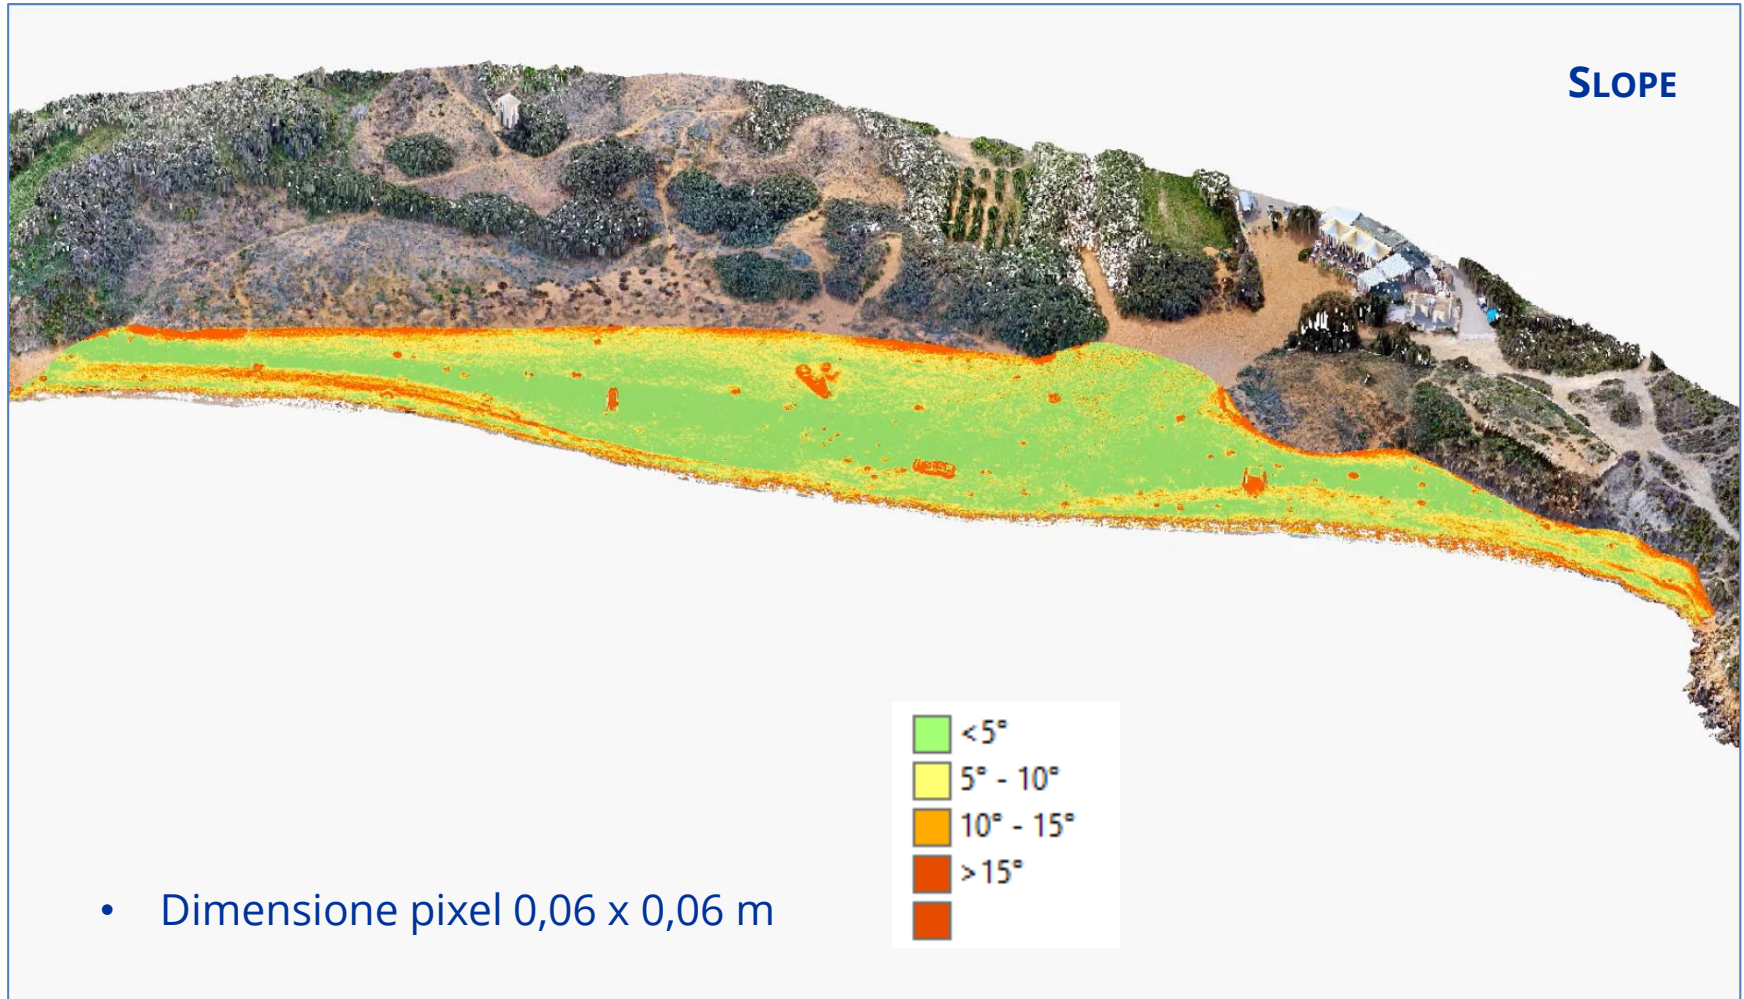 SLOPE
<5°
5° - 10°
10° - 15°
>15°
• Dimensione pixel 0,06 x 0,06 m